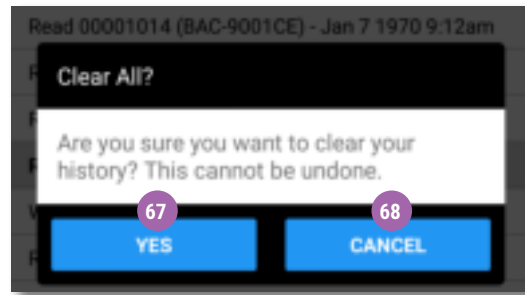 Read 00001014 (BAC-9001CE) - Jan 7 1970 9:12am
Clear All?
Are you sure you want to clear your
history? This cannot be undone.
67
68
YES
CANCEL